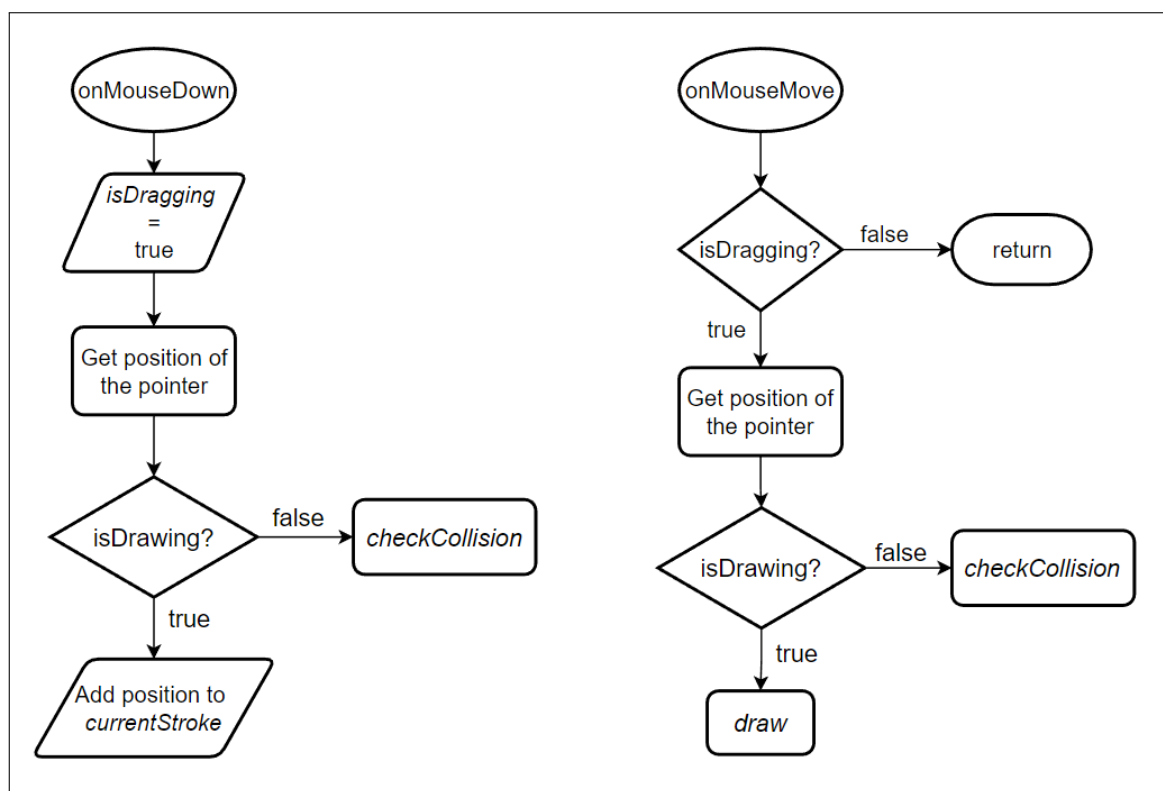 onMouseDown
isDragging
=
true
Get position of
the pointer
isDrawing?
false
checkCollision
true
Add position to
currentStroke
onMouseMove
isDragging?
false
return
true
Get position of
the pointer
isDrawing?
false
checkCollision
true
draw